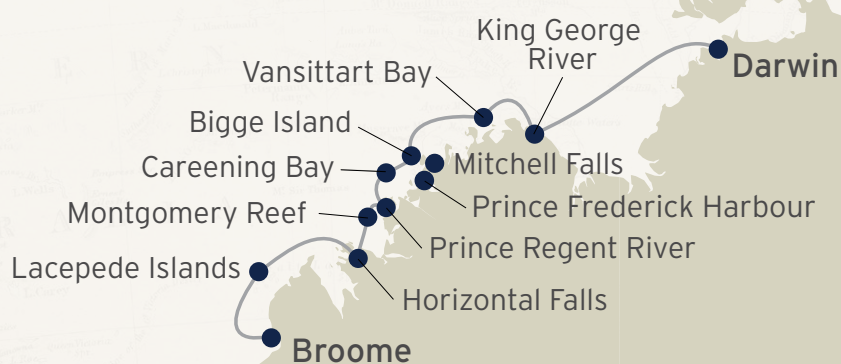 King George
River
Darwin
Vansittart Bay
Bigge Island
Careening Bay
Mitchell Falls
Montgomery Reef
Prince Frederick Harbour
Prince Regent River
Lacepede Islands
Horizontal Falls
Broome